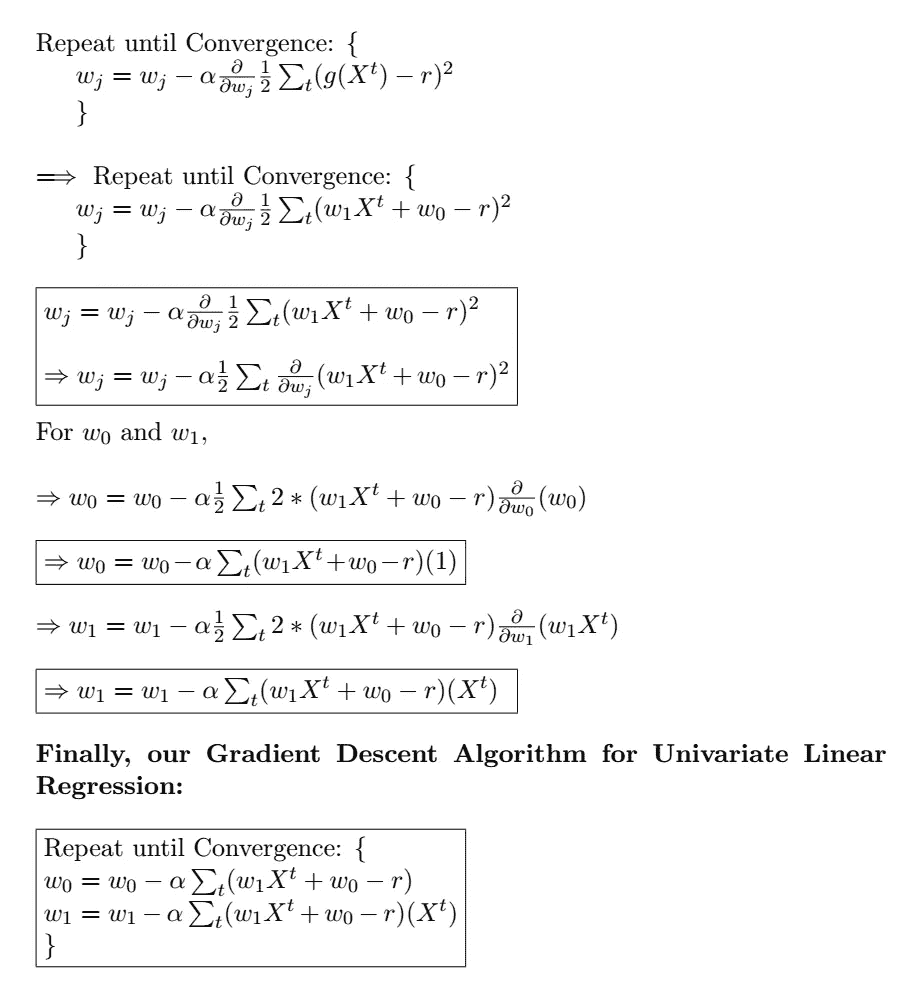 Repeat until Convergence: {
$w_j = w_j - \alpha \frac{\partial}{\partial w_j} \frac{1}{2} \sum_t (g(X^t) - r)^2$
}
$\Longrightarrow$ Repeat until Convergence: {
$w_j = w_j - \alpha \frac{\partial}{\partial w_j} \frac{1}{2} \sum_t (w_1 X^t + w_0 - r)^2$
}
$w_j = w_j - \alpha \frac{\partial}{\partial w_j} \frac{1}{2} \sum_t (w_1 X^t + w_0 - r)^2$
$\Rightarrow w_j = w_j - \alpha \frac{1}{2} \sum_t \frac{\partial}{\partial w_j} (w_1 X^t + w_0 - r)^2$
For $w_0$ and $w_1$,
$\Rightarrow w_0 = w_0 - \alpha \frac{1}{2} \sum_t 2 * (w_1 X^t + w_0 - r) \frac{\partial}{\partial w_0} (w_0)$
$\Rightarrow w_0 = w_0 - \alpha \sum_t (w_1 X^t + w_0 - r)(1)$
$\Rightarrow w_1 = w_1 - \alpha \frac{1}{2} \sum_t 2 * (w_1 X^t + w_0 - r) \frac{\partial}{\partial w_1} (w_1 X^t)$
$\Rightarrow w_1 = w_1 - \alpha \sum_t (w_1 X^t + w_0 - r)(X^t)$
Finally, our Gradient Descent Algorithm for Univariate Linear
Regression:
Repeat until Convergence: {
$w_0 = w_0 - \alpha \sum_t (w_1 X^t + w_0 - r)$
$w_1 = w_1 - \alpha \sum_t (w_1 X^t + w_0 - r)(X^t)$
}